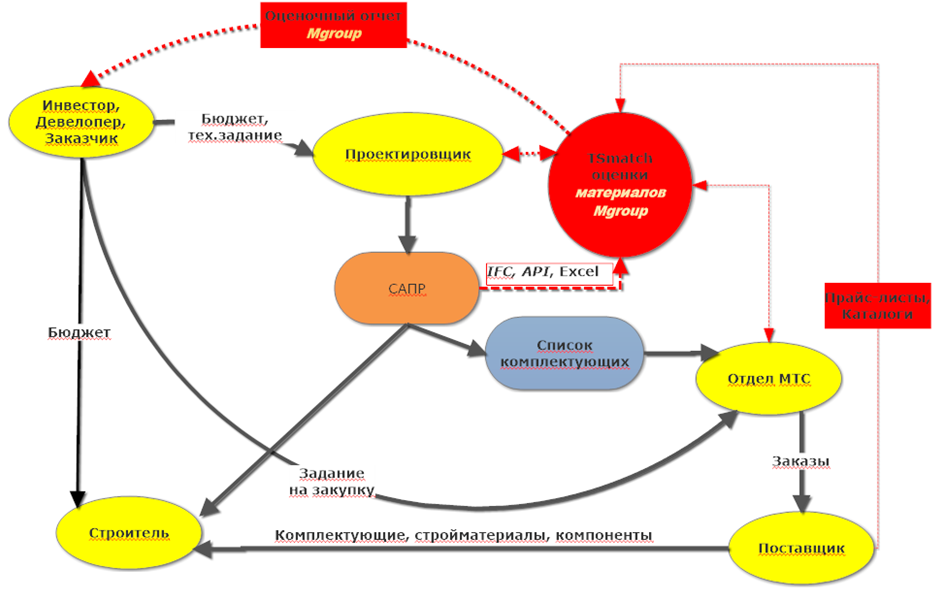 Оценочный отчет
Mgroup
Инвестор,
Девелопер,
Заказчик
Бюджет,
тех.задание
Проектировщик
TSmatch
оценки
материалов
Mgroup
САПР
IFC, API, Excel
Прайс-листы,
Каталоги
Бюджет
Список
комплектующих
Отдел МТС
Задание
на закупку
Заказы
Строитель
Комплектующие, стройматериалы, компоненты
Поставщик